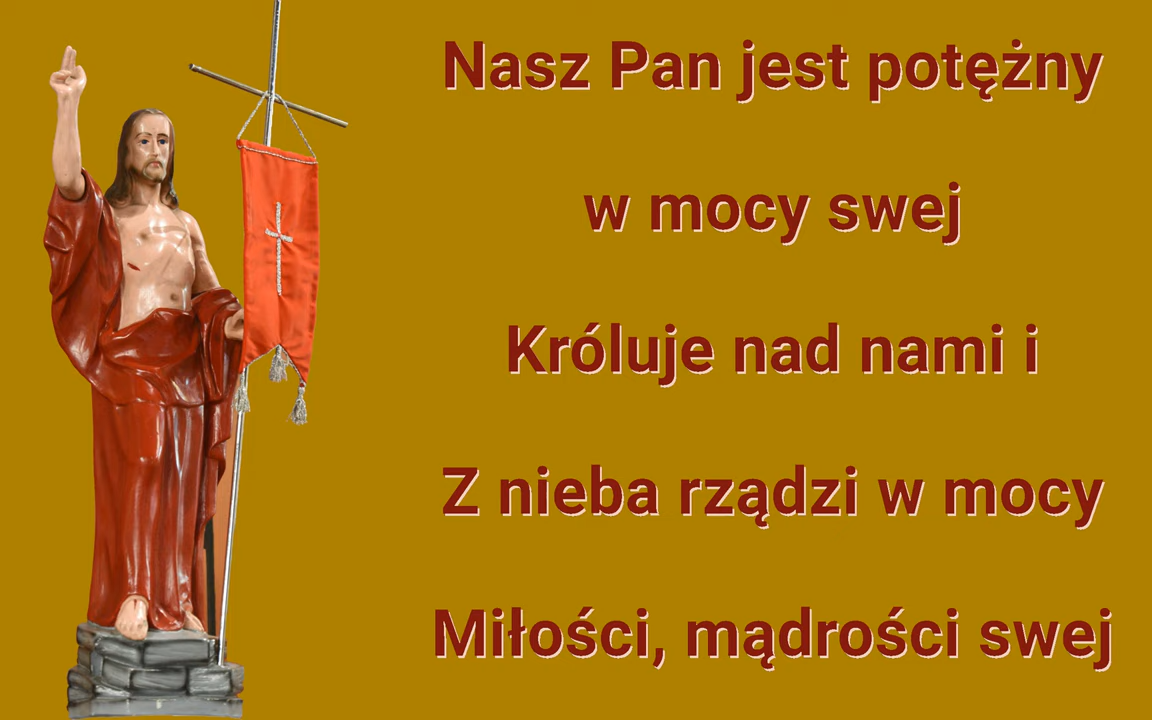 Nasz Pan jest potężny
w mocy swej
Króluje nad nami i
Z nieba rządzi w mocy
Miłości, mądrości swej